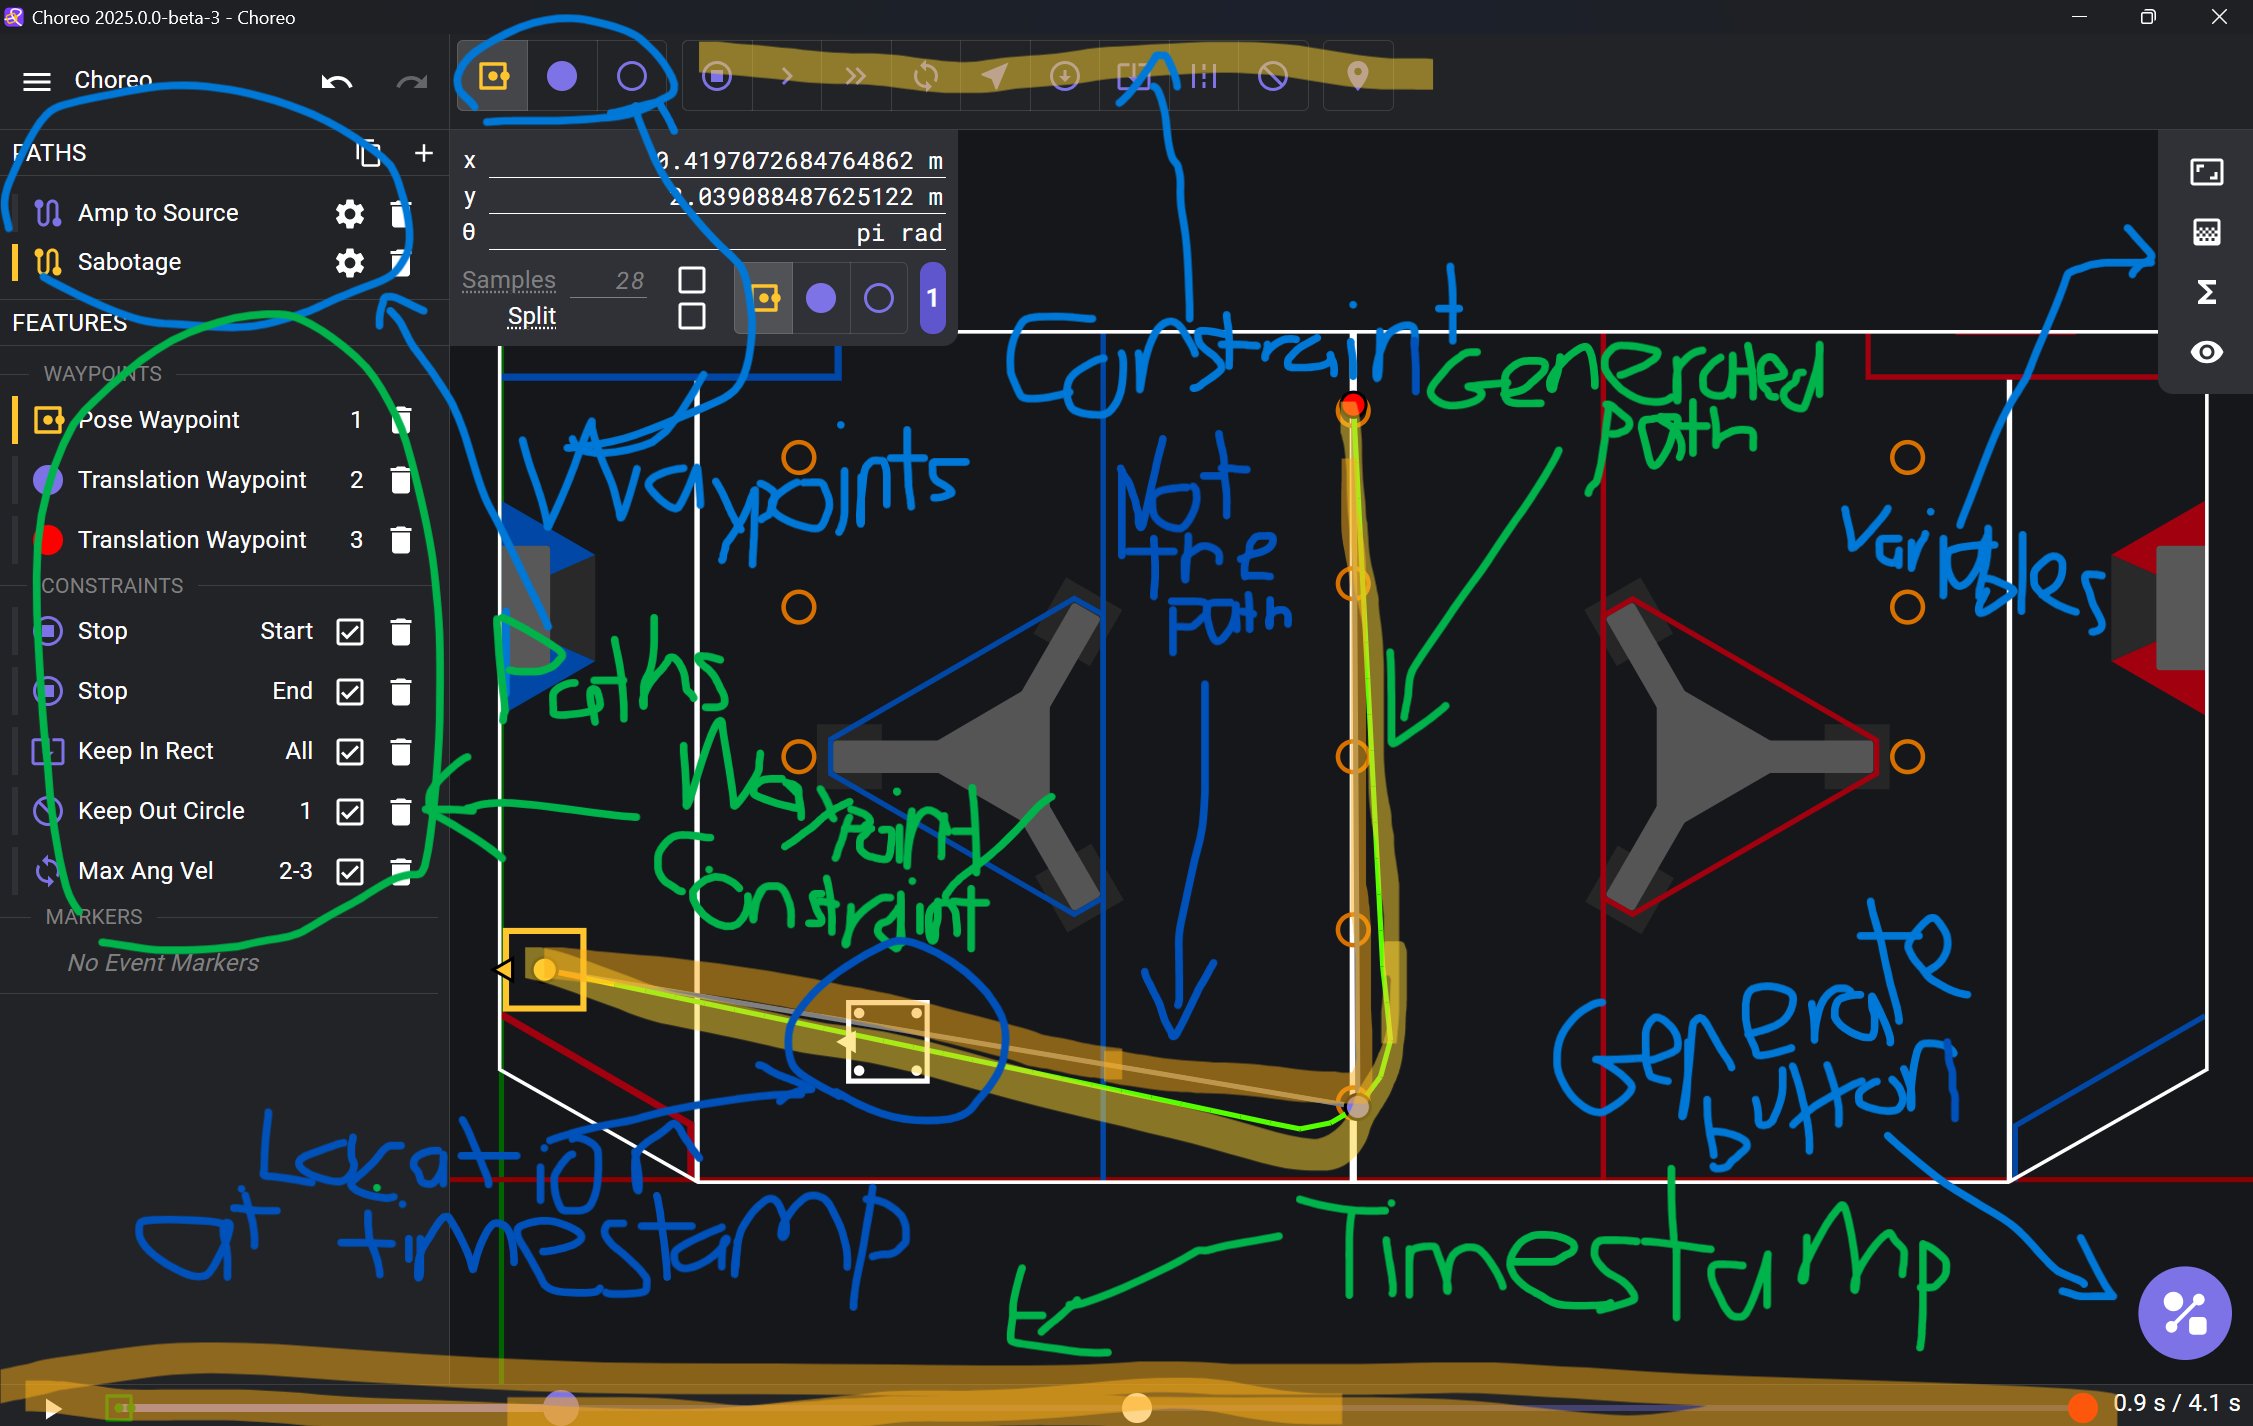 Choreo 2025.0.0-beta-3 - Choreo
Choreo
PATHS
Amp to Source
Sabotage
FEATURES
WAYPOINTS
Pose Waypoint 1
Translation Waypoint 2
Translation Waypoint 3
CONSTRAINTS
Stop Start
Stop End
Keep In Rect All
Keep Out Circle 1
Max Ang Vel 2-3
MARKERS
No Event Markers
x 0.4197072684764862 m
y 2.039088487625122 m
θ pi rad
Samples 28
Split
1
Σ
Constraint
Generated
path
Waypoints
Not
the
path
Variables
Paths
Waypoint
Constraint
Generate
button
Location
at timestamp
Timestamp
0.9 s / 4.1 s